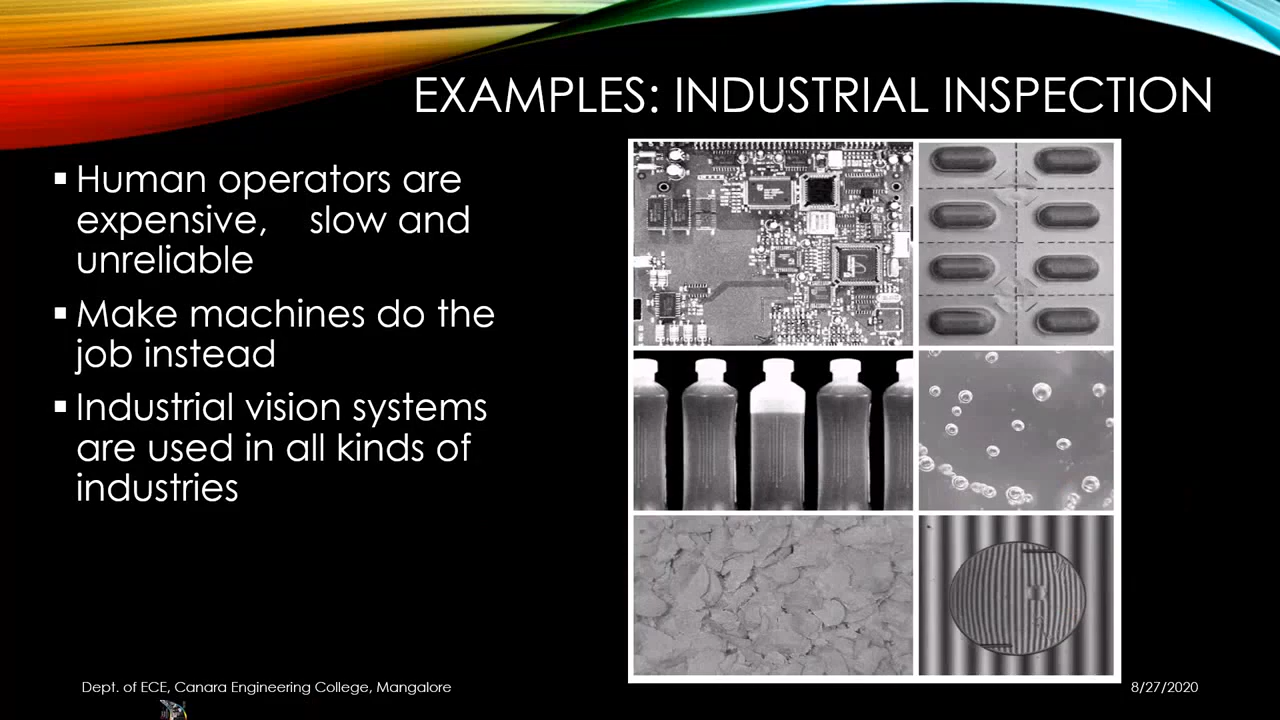 EXAMPLES: INDUSTRIAL INSPECTION
▪ Human operators are
expensive, slow and
unreliable
▪ Make machines do the
job instead
▪ Industrial vision systems
are used in all kinds of
industries
Dept. of ECE, Canara Engineering College, Mangalore
8/27/2020